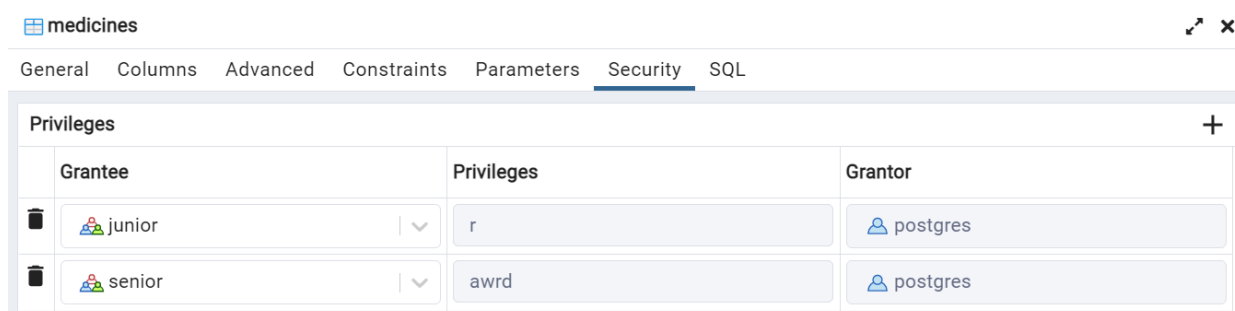 medicines
General Columns Advanced Constraints Parameters Security SQL
Privileges
Grantee Privileges Grantor
junior r postgres
senior awrd postgres